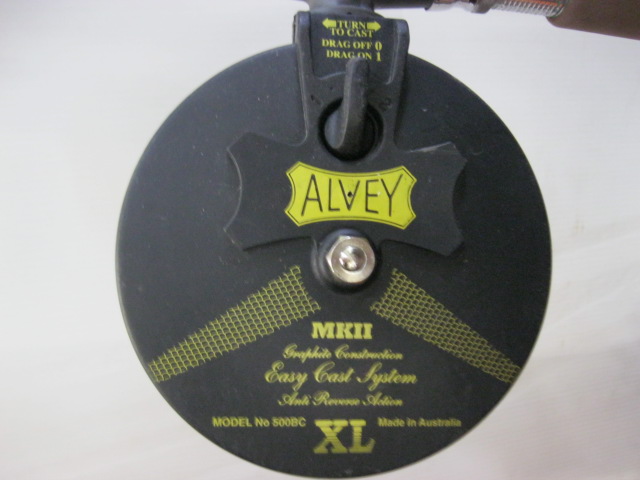 TURN
TO CAST
DRAG OFF 0
DRAG ON 1
ALVEY
MKII
Graphite Construction
Easy Cast System
Anti Reverse Action
MODEL No 500BC XL Made in Australia